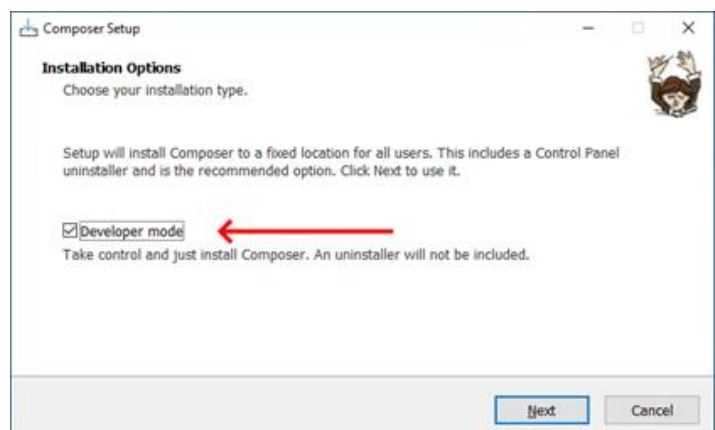 Composer Setup
Installation Options
Choose your installation type.
Setup will install Composer to a fixed location for all users. This includes a Control Panel
uninstaller and is the recommended option. Click Next to use it.
Developer mode
Take control and just install Composer. An uninstaller will not be included.
Next
Cancel